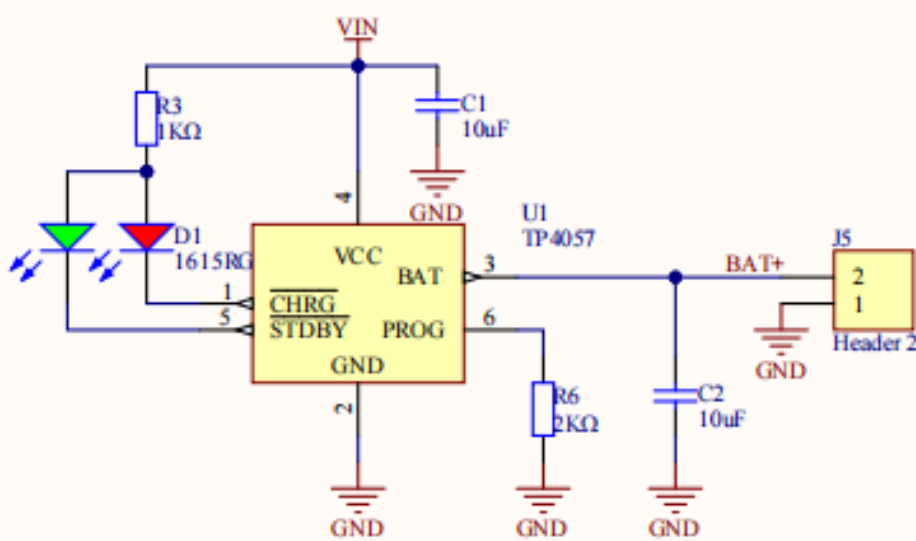 VIN
R3
1KΩ
C1
10uF
GND
4
U1
TP4057
D1
1615RG
VCC
BAT
3
BAT+
J5
2
1
Header 2
1
CHRG
5
STDBY
PROG
6
GND
GND
2
R6
2KΩ
C2
10uF
GND
GND
GND